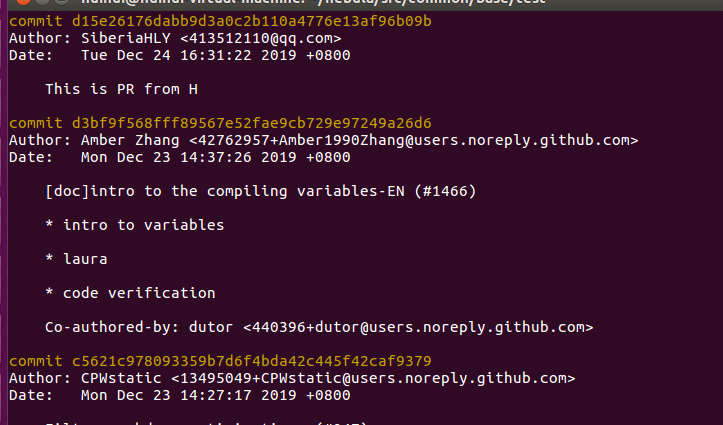 commit d15e26176dabb9d3a0c2b110a4776e13af96b09b
Author: SiberiaHLY <413512110@qq.com>
Date:   Tue Dec 24 16:31:22 2019 +0800
This is PR from H
commit d3bf9f568fff89567e52fae9cb729e97249a26d6
Author: Amber Zhang <42762957+Amber1990Zhang@users.noreply.github.com>
Date:   Mon Dec 23 14:37:26 2019 +0800
[doc]intro to the compiling variables-EN (#1466)
* intro to variables
* laura
* code verification
Co-authored-by: dutor <440396+dutor@users.noreply.github.com>
commit c5621c978093359b7d6f4bda42c445f42caf9379
Author: CPWstatic <13495049+CPWstatic@users.noreply.github.com>
Date:   Mon Dec 23 14:27:17 2019 +0800